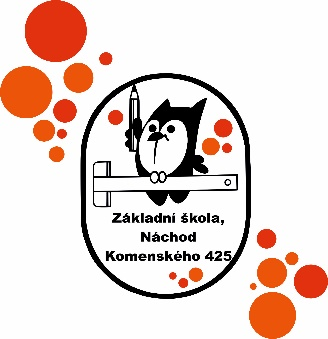 Základní škola,
Náchod
Komenského 425